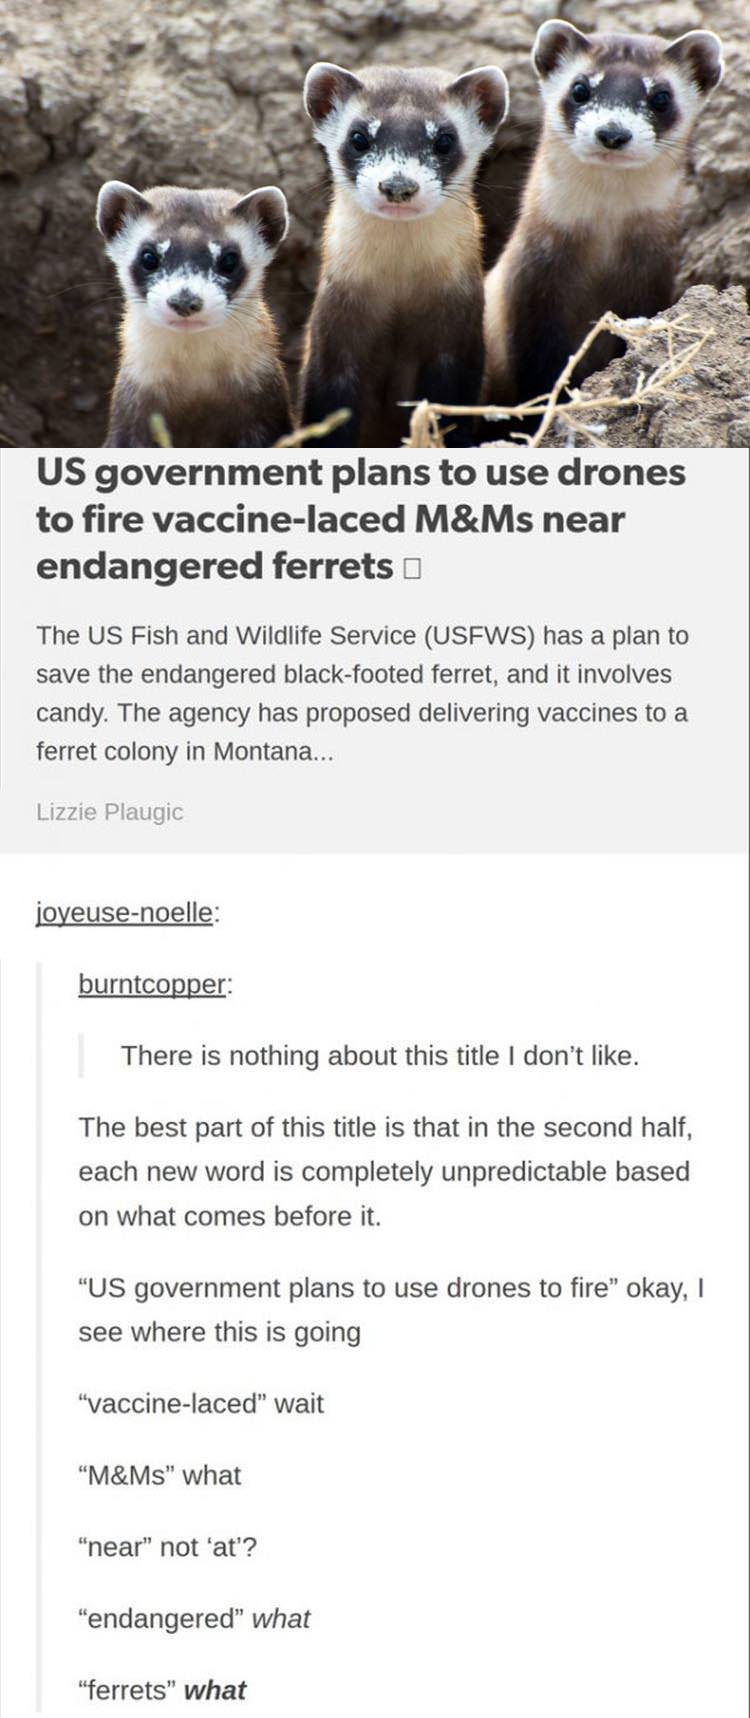 US government plans to use drones
to fire vaccine-laced M&Ms near
endangered ferrets □
The US Fish and Wildlife Service (USFWS) has a plan to
save the endangered black-footed ferret, and it involves
candy. The agency has proposed delivering vaccines to a
ferret colony in Montana...
Lizzie Plaugic
joyeuse-noelle:
burntcopper:
There is nothing about this title I don’t like.
The best part of this title is that in the second half,
each new word is completely unpredictable based
on what comes before it.
“US government plans to use drones to fire” okay, I
see where this is going
“vaccine-laced” wait
“M&Ms” what
“near” not ‘at’?
“endangered” what
“ferrets” what